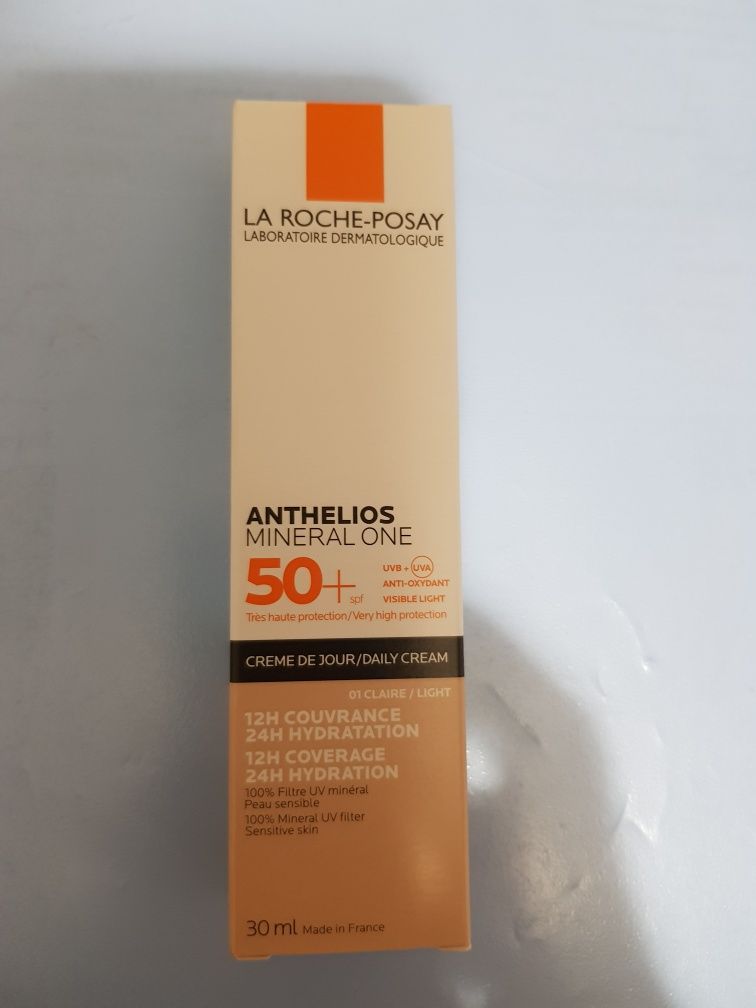 LA ROCHE-POSAY
LABORATOIRE DERMATOLOGIQUE
ANTHELIOS
MINERAL ONE
50+ spf
UVB + UVA
ANTI-OXYDANT
VISIBLE LIGHT
Très haute protection/Very high protection
CREME DE JOUR/DAILY CREAM
01 CLAIRE / LIGHT
12H COUVRANCE
24H HYDRATATION
12H COVERAGE
24H HYDRATION
100% Filtre UV minéral
Peau sensible
100% Mineral UV filter
Sensitive skin
30 ml Made in France